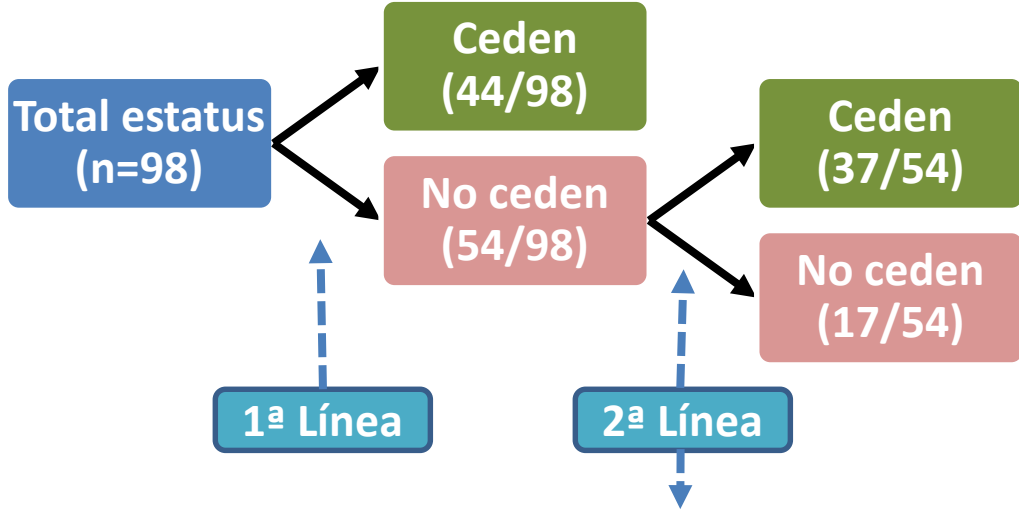 Total estatus
(n=98)
Ceden
(44/98)
No ceden
(54/98)
Ceden
(37/54)
No ceden
(17/54)
1ª Línea
2ª Línea